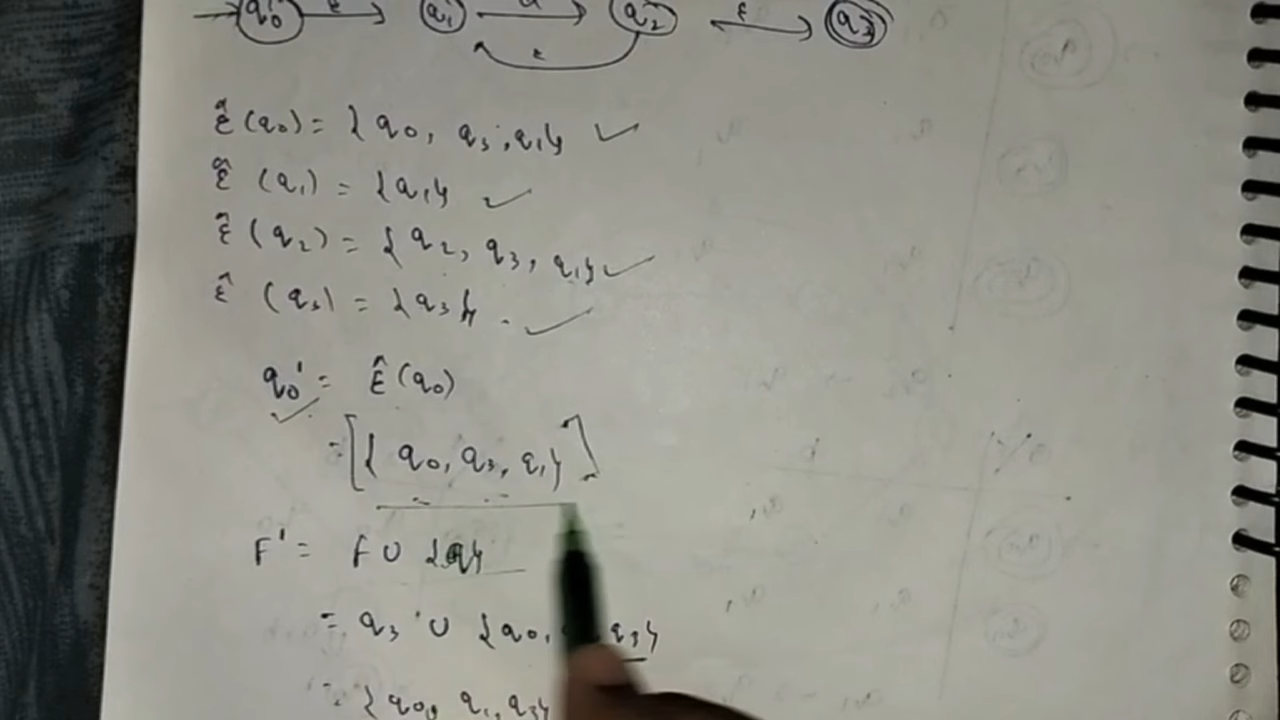 q₀ ε q₁ a q₂ ε q₃
ε
ε̂(q₀) = {q₀, q₃, q₁}
ε̂(q₁) = {q₁}
ε̂(q₂) = {q₂, q₃, q₁}
ε̂(q₃) = {q₃}.
q₀' = ε̂(q₀)
= [{q₀, q₃, q₁}]
F' = F ∪ {q}
= q₃ ∪ {q₀, q₃}
= {q₀, q₁, q₃}